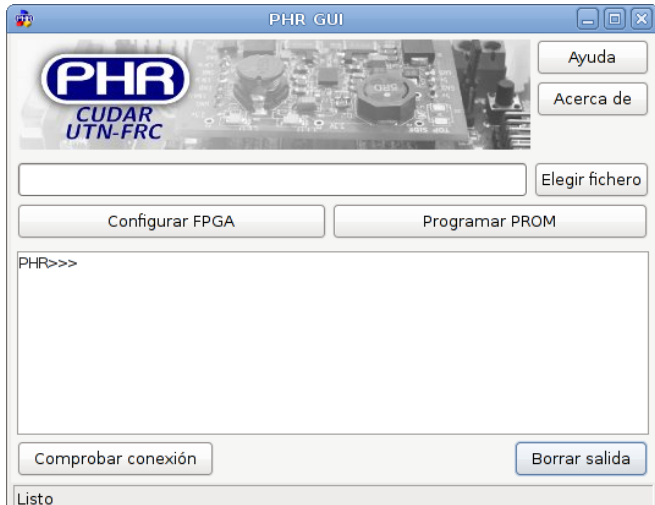 PHR GUI
PHR
CUDAR
UTN-FRC
Ayuda
Acerca de
Elegir fichero
Configurar FPGA
Programar PROM
PHR>>>
Comprobar conexión
Borrar salida
Listo